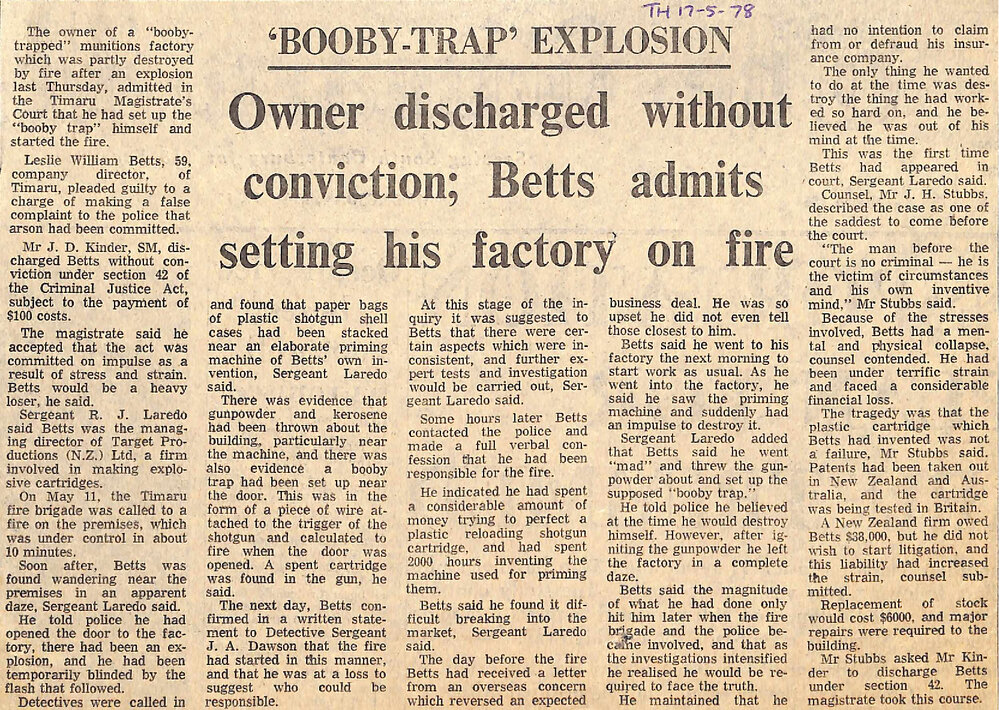 TH 17-5-78
'BOOBY-TRAP' EXPLOSION
Owner discharged without
conviction; Betts admits
setting his factory on fire
The owner of a "booby-
trapped" munitions factory
which was partly destroyed
by fire after an explosion
last Thursday, admitted in
the Timaru Magistrate's
Court that he had set up the
"booby trap" himself and
started the fire.
Leslie William Betts, 59,
company director, of
Timaru, pleaded guilty to a
charge of making a false
complaint to the police that
arson had been committed.
Mr J. D. Kinder, SM, dis-
charged Betts without con-
viction under section 42 of
the Criminal Justice Act,
subject to the payment of
$100 costs.
The magistrate said he
accepted that the act was
committed on impulse as a
result of stress and strain.
Betts would be a heavy
loser, he said.
Sergeant R. J. Laredo
said Betts was the manag-
ing director of Target Pro-
ductions (N.Z.) Ltd, a firm
involved in making explo-
sive cartridges.
On May 11, the Timaru
fire brigade was called to a
fire on the premises, which
was under control in about
10 minutes.
Soon after, Betts was
found wandering near the
premises in an apparent
daze, Sergeant Laredo said.
He told police he had
opened the door to the fac-
tory, there had been an ex-
plosion, and he had been
temporarily blinded by the
flash that followed.
Detectives were called in
and found that paper bags
of plastic shotgun shell
cases had been stacked
near an elaborate priming
machine of Betts' own in-
vention, Sergeant Laredo
said.
There was evidence that
gunpowder and kerosene
had been thrown about the
building, particularly near
the machine, and there was
also evidence a booby
trap had been set up near
the door. This was in the
form of a piece of wire at-
tached to the trigger of the
shotgun and calculated to
fire when the door was
opened. A spent cartridge
was found in the gun, he
said.
The next day, Betts con-
firmed in a written state-
ment to Detective Sergeant
J. A. Dawson that the fire
had started in this manner,
and that he was at a loss to
suggest who could be
responsible.
At this stage of the in-
quiry it was suggested to
Betts that there were cer-
tain aspects which were in-
consistent, and further ex-
pert tests and investigation
would be carried out, Ser-
geant Laredo said.
Some hours later Betts
contacted the police and
made a full verbal con-
fession that he had been
responsible for the fire.
He indicated he had spent
a considerable amount of
money trying to perfect a
plastic reloading shotgun
cartridge, and had spent
2000 hours inventing the
machine used for priming
them.
Betts said he found it dif-
ficult breaking into the
market, Sergeant Laredo
said.
The day before the fire
Betts had received a letter
from an overseas concern
which reversed an expected
business deal. He was so
upset he did not even tell
those closest to him.
Betts said he went to his
factory the next morning to
start work as usual. As he
went into the factory, he
said he saw the priming
machine and suddenly had
an impulse to destroy it.
Sergeant Laredo added
that Betts said he went
"mad" and threw the gun-
powder about and set up the
supposed "booby trap."
He told police he believed
at the time he would destroy
himself. However, after ig-
niting the gunpowder he left
the factory in a complete
daze.
Betts said the magnitude
of what he had done only
hit him later when the fire
brigade and the police be-
came involved, and that as
the investigations intensified
he realised he would be re-
quired to face the truth.
He maintained that he
had no intention to claim
from or defraud his insur-
ance company.
The only thing he wanted
to do at the time was des-
troy the thing he had work-
ed so hard on, and he be-
lieved he was out of his
mind at the time.
This was the first time
Betts had appeared in
court, Sergeant Laredo said.
Counsel, Mr J. H. Stubbs,
described the case as one of
the saddest to come before
the court.
"The man before the
court is no criminal — he is
the victim of circumstances
and his own inventive
mind," Mr Stubbs said.
Because of the stresses
involved, Betts had a men-
tal and physical collapse,
counsel contended. He had
been under terrific strain
and faced a considerable
financial loss.
The tragedy was that the
plastic cartridge which
Betts had invented was not
a failure, Mr Stubbs said.
Patents had been taken out
in New Zealand and Aus-
tralia, and the cartridge
was being tested in Britain.
A New Zealand firm owed
Betts $38,000, but he did not
wish to start litigation, and
this liability had increased
the strain, counsel sub-
mitted.
Replacement of stock
would cost $6000, and major
repairs were required to the
building.
Mr Stubbs asked Mr Kin-
der to discharge Betts
under section 42. The
magistrate took this course.